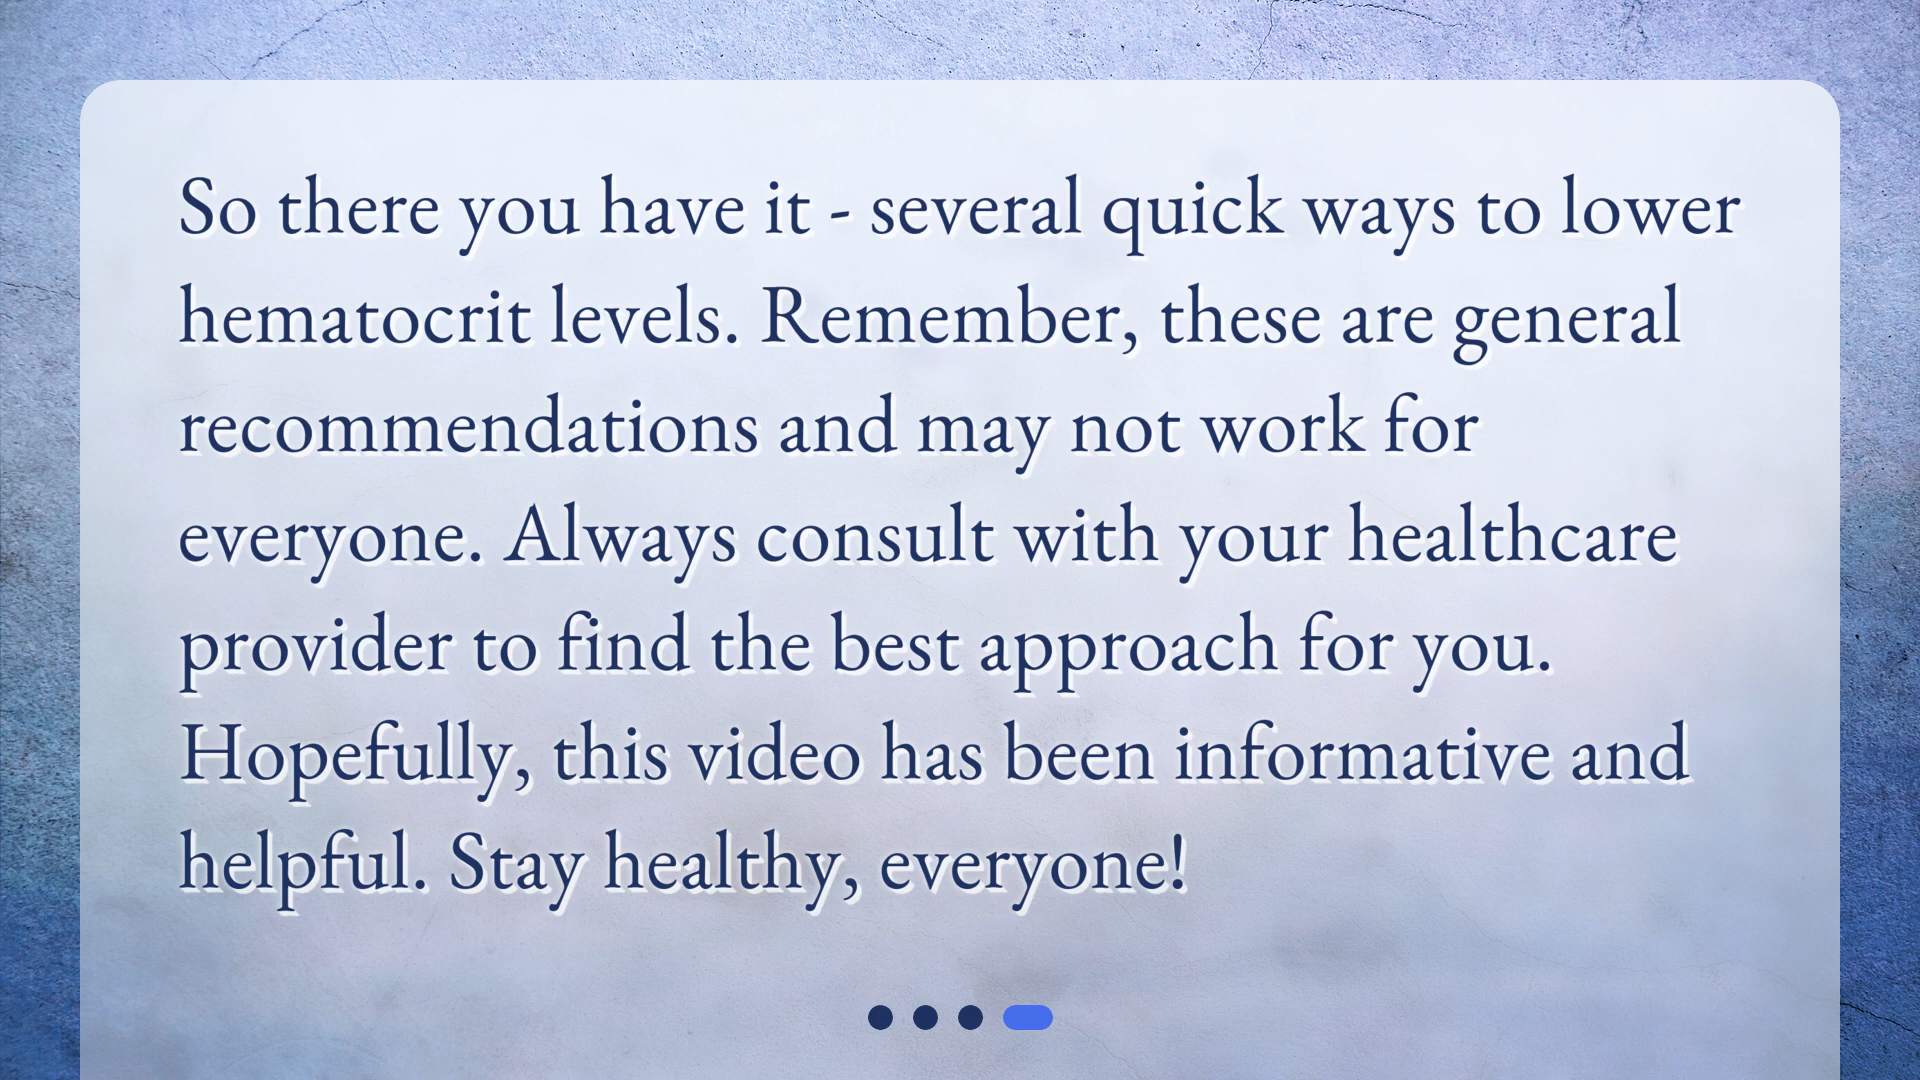 So there you have it - several quick ways to lower
hematocrit levels. Remember, these are general
recommendations and may not work for
everyone. Always consult with your healthcare
provider to find the best approach for you.
Hopefully, this video has been informative and
helpful. Stay healthy, everyone!